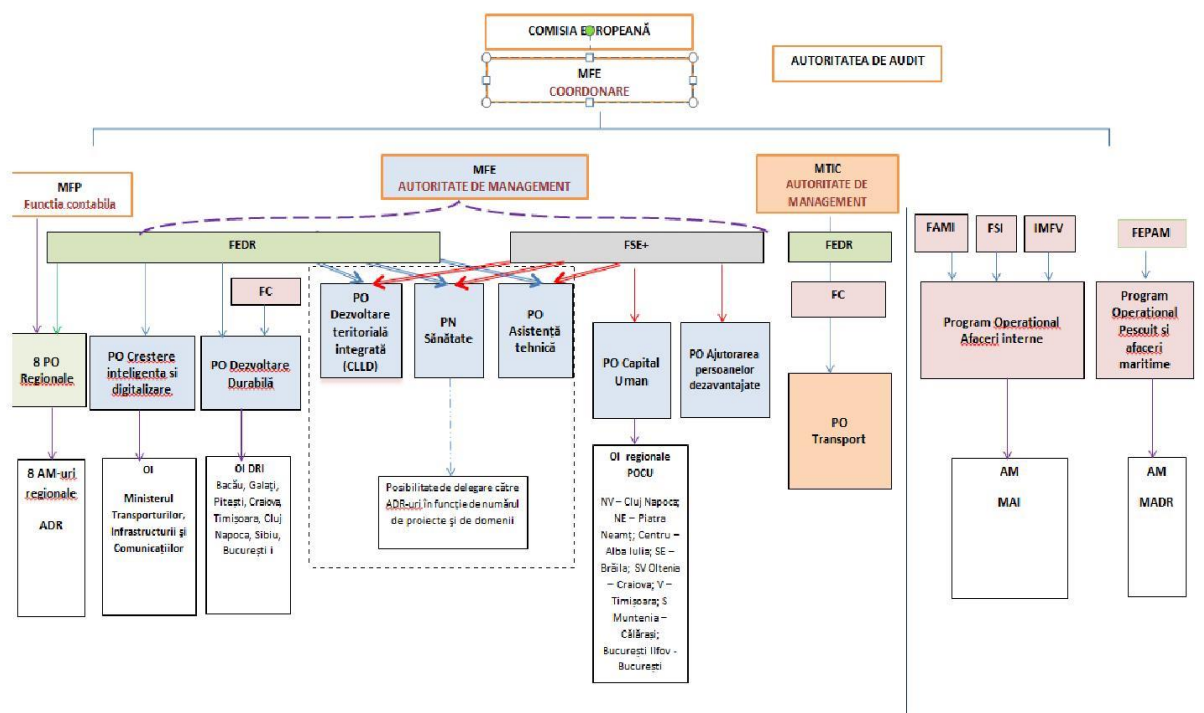 COMISIA EUROPEANĂ
MFE
COORDONARE
AUTORITATEA DE AUDIT
MFP
Functia contabila
MFE
AUTORITATE DE MANAGEMENT
MTIC
AUTORITATE DE
MANAGEMENT
FEDR
FSE+
FEDR
FAMI
FSI
IMFV
FEPAM
FC
FC
8 PO
Regionale
PO Crestere
inteligenta si
digitalizare
PO Dezvoltare
Durabilă
PO
Dezvoltare
teritorială
integrată
(CLLD)
PN
Sănătate
PO
Asistență
tehnică
PO Capital
Uman
PO Ajutorarea
persoanelor
dezavantajate
PO
Transport
Program Operational
Afaceri interne
Program
Operational
Pescuit si
afaceri
maritime
8 AM-uri
regionale
ADR
OI
Ministerul
Transporturilor,
Infrastructurii și
Comunicațiilor
OI DRI
Bacău, Galați,
Pitești, Craiova,
Timișoara, Cluj
Napoca, Sibiu,
București i
Posibilitate de delegare către
ADR-uri în funcție de numărul
de proiecte și de domenii
OI regionale
POCU
NV – Cluj Napoca;
NE – Piatra
Neamț; Centru –
Alba Iulia; SE –
Brăila; SV Oltenia
– Craiova; V –
Timișoara; S
Muntenia –
Călărași;
București Ilfov -
București
AM
MAI
AM
MADR